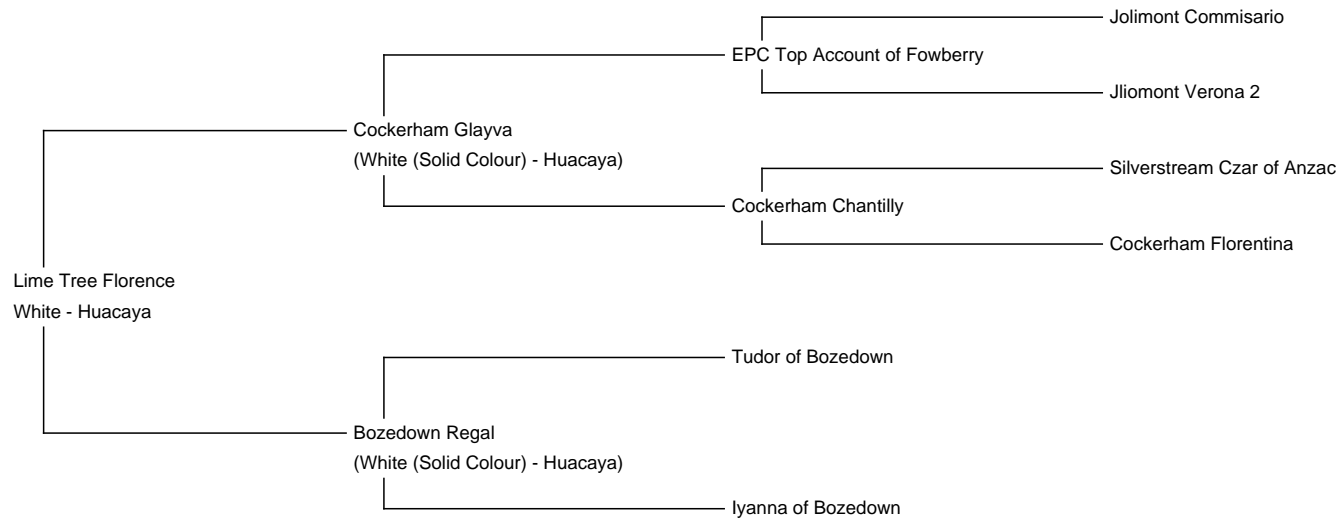 Jolimont Commisario
EPC Top Account of Fowberry
Jliomont Verona 2
Cockerham Glayva
(White (Solid Colour) - Huacaya)
Silverstream Czar of Anzac
Cockerham Chantilly
Cockerham Florentina
Lime Tree Florence
White - Huacaya
Tudor of Bozedown
Bozedown Regal
(White (Solid Colour) - Huacaya)
Iyanna of Bozedown